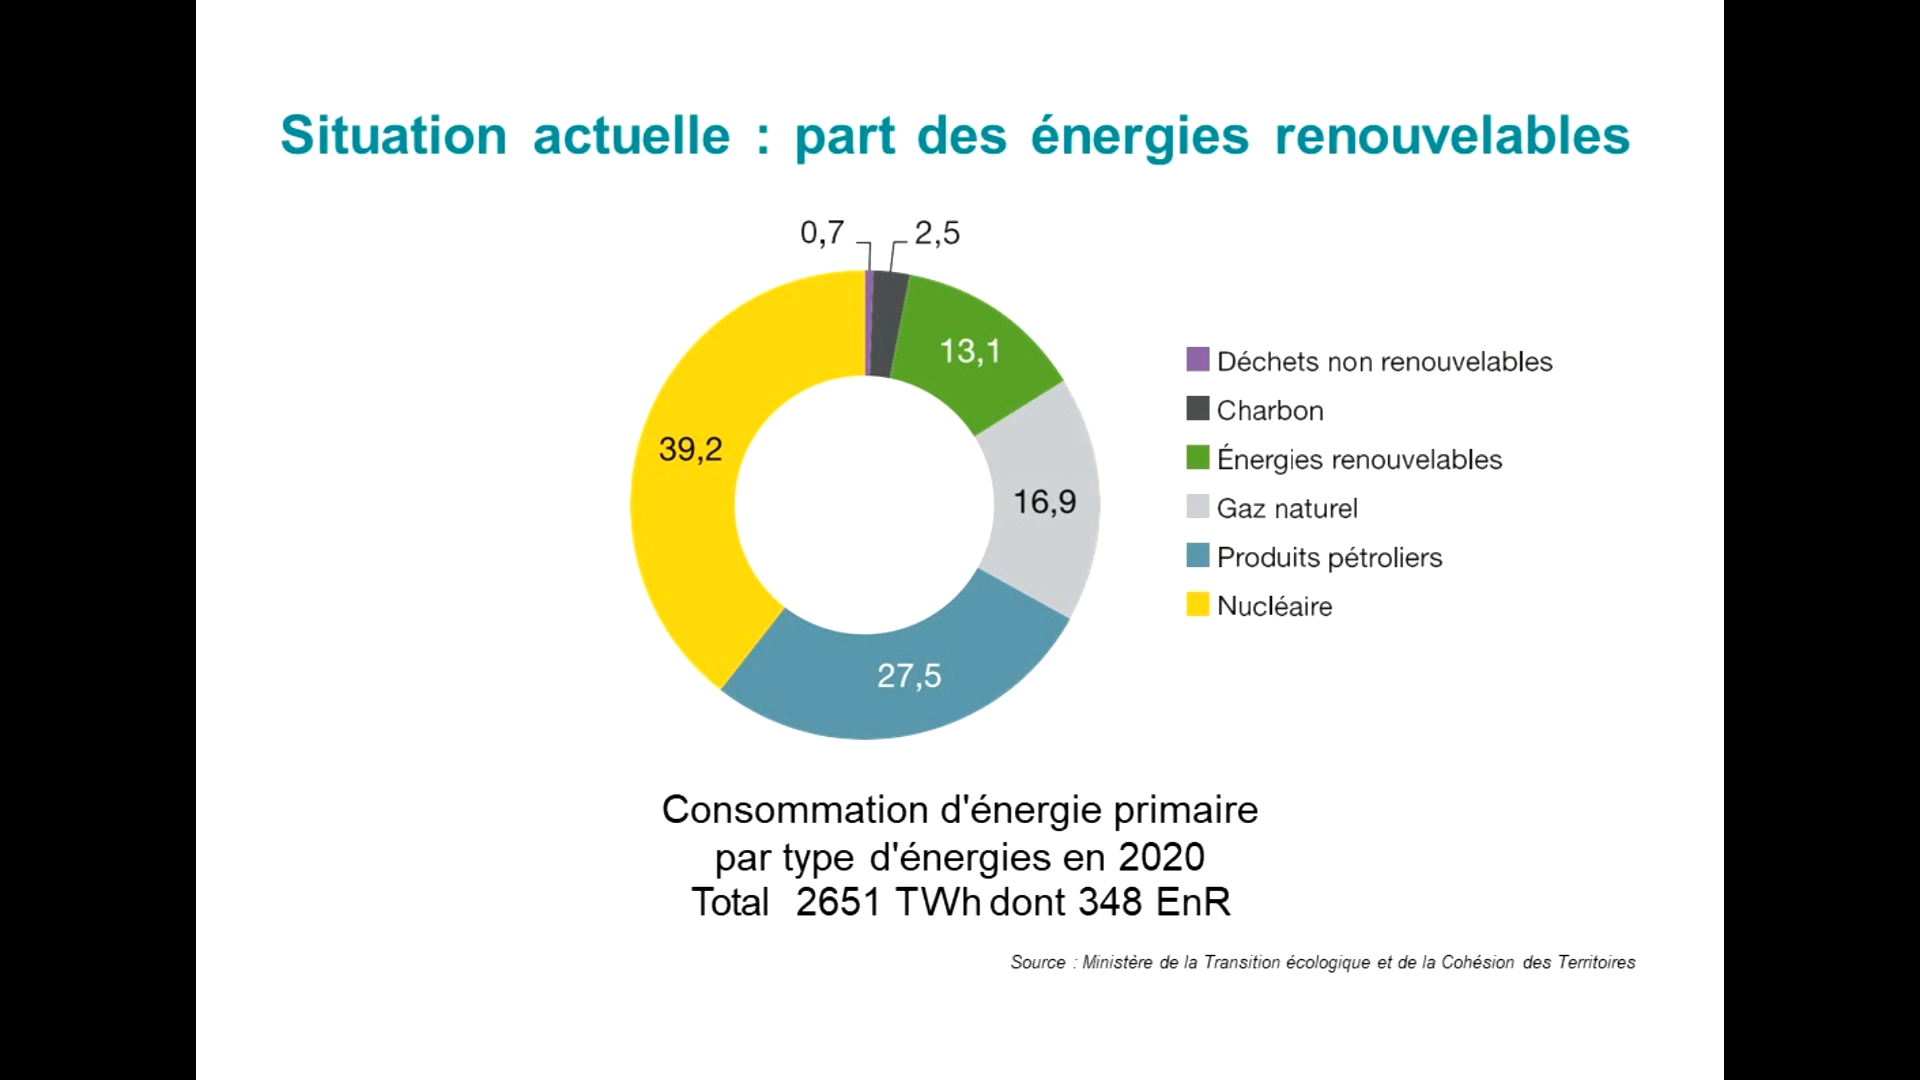 Situation actuelle : part des énergies renouvelables
0,7
2,5
13,1
39,2
16,9
27,5
Déchets non renouvelables
Charbon
Énergies renouvelables
Gaz naturel
Produits pétroliers
Nucléaire
Consommation d'énergie primaire
par type d'énergies en 2020
Total 2651 TWh dont 348 EnR
Source : Ministère de la Transition écologique et de la Cohésion des Territoires